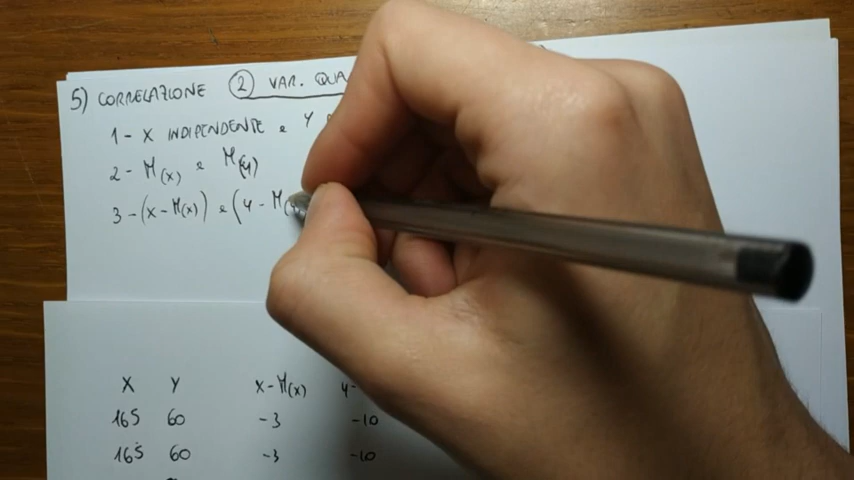 5) CORRELAZIONE ② VAR. QUA
1 - X INDIPENDENTE e Y
2 - M(x) e M(y)
3 - (x - M(x)) e (y - M(
X Y x - M(x) y -
165 60 -3 -10
165 60 -3 -10